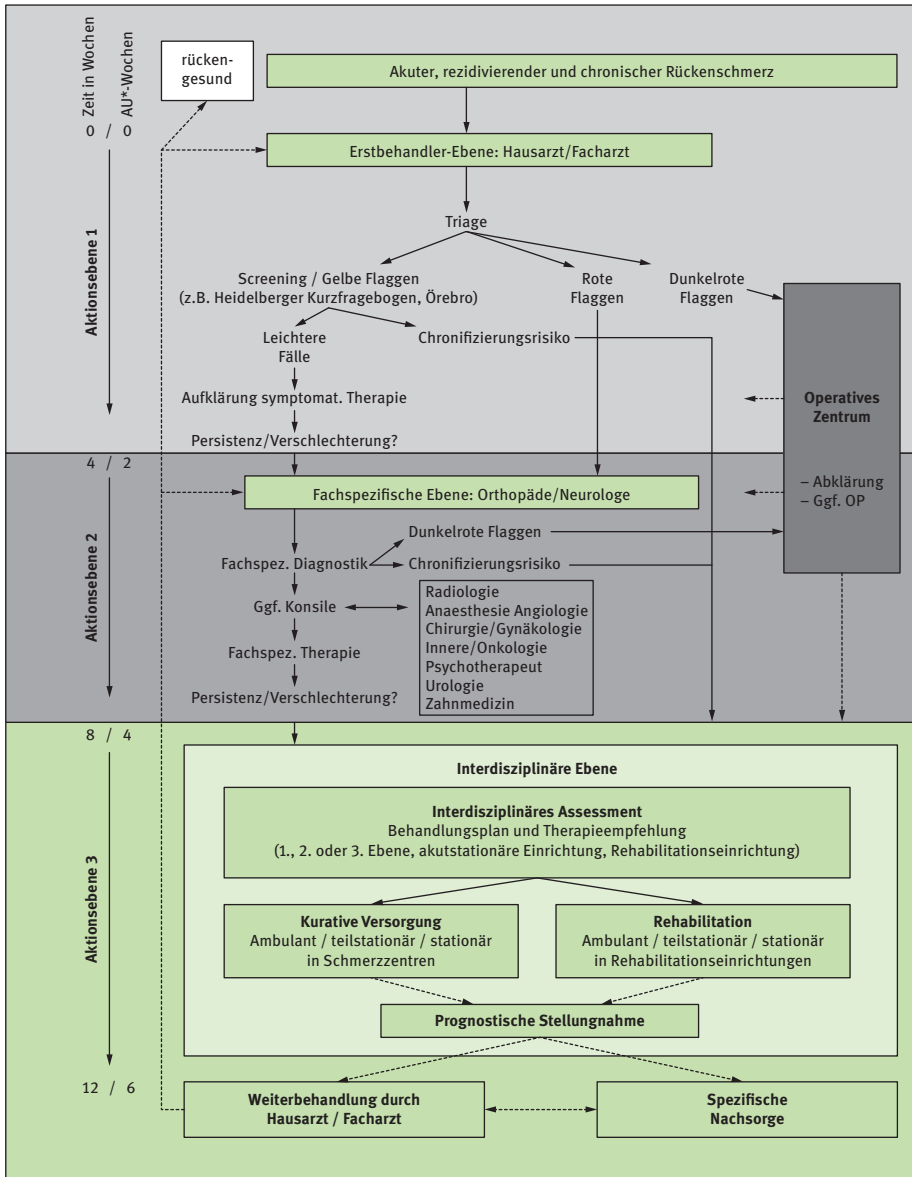 Zeit in Wochen
AU*-Wochen
0 / 0
rücken-
gesund
Akuter, rezidivierender und chronischer Rückenschmerz
Erstbehandler-Ebene: Hausarzt/Facharzt
Aktionsebene 1
Triage
Screening / Gelbe Flaggen
(z.B. Heidelberger Kurzfragebogen, Örebro)
Rote
Flaggen
Dunkelrote
Flaggen
Leichtere
Fälle
Chronifizierungsrisiko
Aufklärung symptomat. Therapie
Persistenz/Verschlechterung?
Operatives
Zentrum
– Abklärung
– Ggf. OP
4 / 2
Aktionsebene 2
Fachspezifische Ebene: Orthopäde/Neurologe
Dunkelrote Flaggen
Fachspez. Diagnostik
Chronifizierungsrisiko
Ggf. Konsile
Radiologie
Anaesthesie Angiologie
Chirurgie/Gynäkologie
Innere/Onkologie
Psychotherapeut
Urologie
Zahnmedizin
Fachspez. Therapie
Persistenz/Verschlechterung?
8 / 4
Aktionsebene 3
Interdisziplinäre Ebene
Interdisziplinäres Assessment
Behandlungsplan und Therapieempfehlung
(1., 2. oder 3. Ebene, akutstationäre Einrichtung, Rehabilitationseinrichtung)
Kurative Versorgung
Ambulant / teilstationär / stationär
in Schmerzzentren
Rehabilitation
Ambulant / teilstationär / stationär
in Rehabilitationseinrichtungen
Prognostische Stellungnahme
12 / 6
Weiterbehandlung durch
Hausarzt / Facharzt
Spezifische
Nachsorge